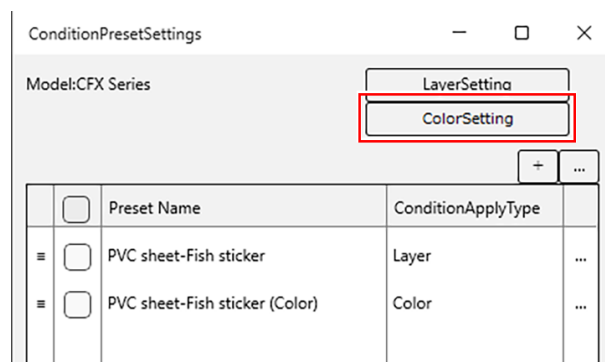 ConditionPresetSettings
Model:CFX Series
LayerSetting
ColorSetting
+ ...
Preset Name ConditionApplyType
PVC sheet-Fish sticker Layer ...
PVC sheet-Fish sticker (Color) Color ...